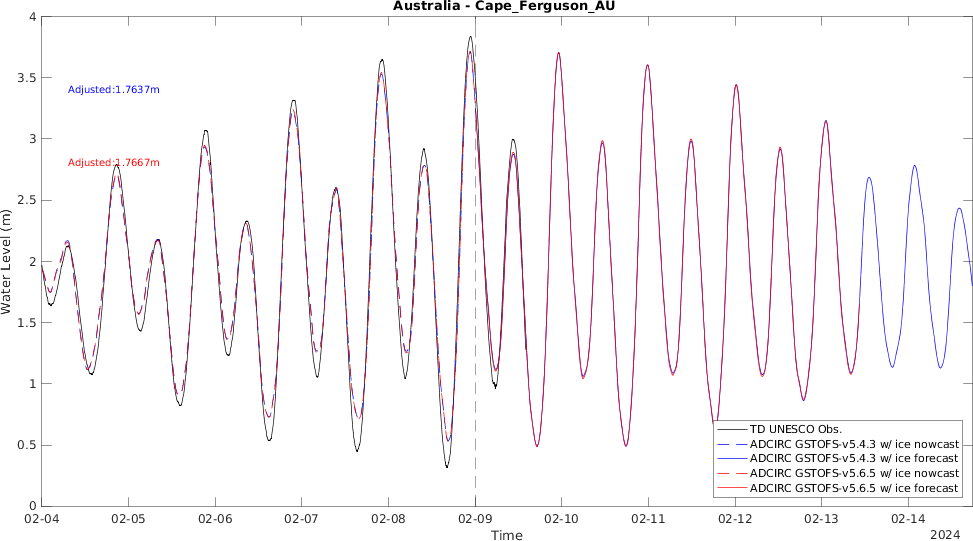 Australia - Cape_Ferguson_AU
4
3.5
3
2.5
2
1.5
1
0.5
0
Water Level (m)
Adjusted:1.7637m
Adjusted:1.7667m
TD UNESCO Obs.
ADCIRC GSTOFS-v5.4.3 w/ ice nowcast
ADCIRC GSTOFS-v5.4.3 w/ ice forecast
ADCIRC GSTOFS-v5.6.5 w/ ice nowcast
ADCIRC GSTOFS-v5.6.5 w/ ice forecast
02-04 02-05 02-06 02-07 02-08 02-09 02-10 02-11 02-12 02-13 02-14
Time
2024